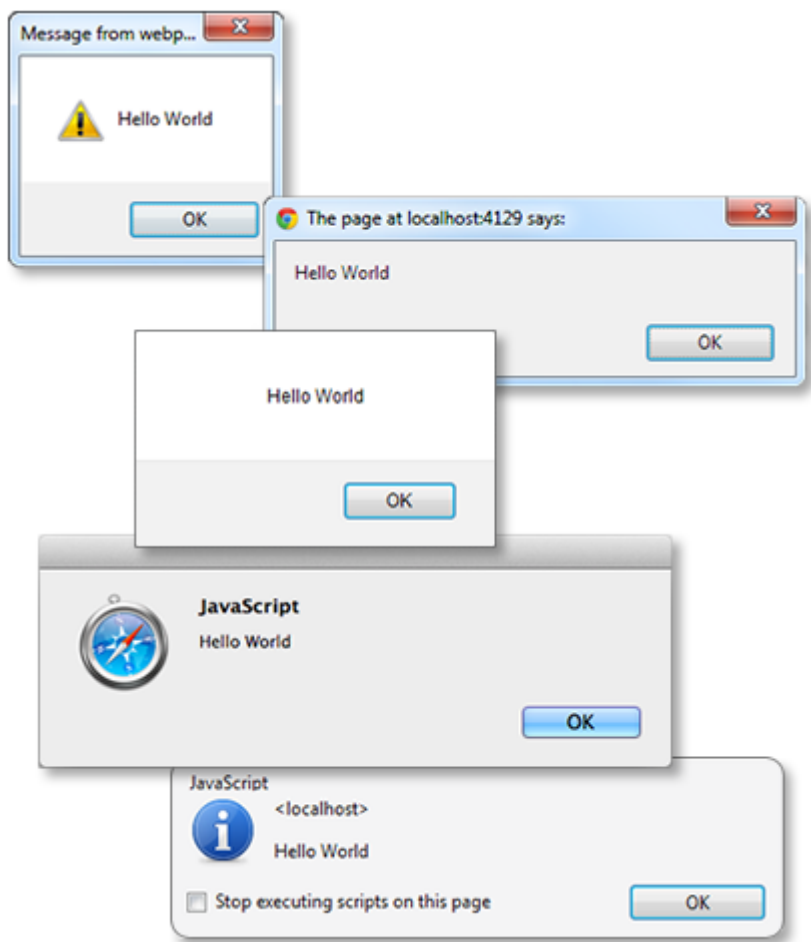 Message from webp...
Hello World
OK
The page at localhost:4129 says:
Hello World
OK
Hello World
OK
JavaScript
Hello World
OK
JavaScript
<localhost>
Hello World
Stop executing scripts on this page
OK